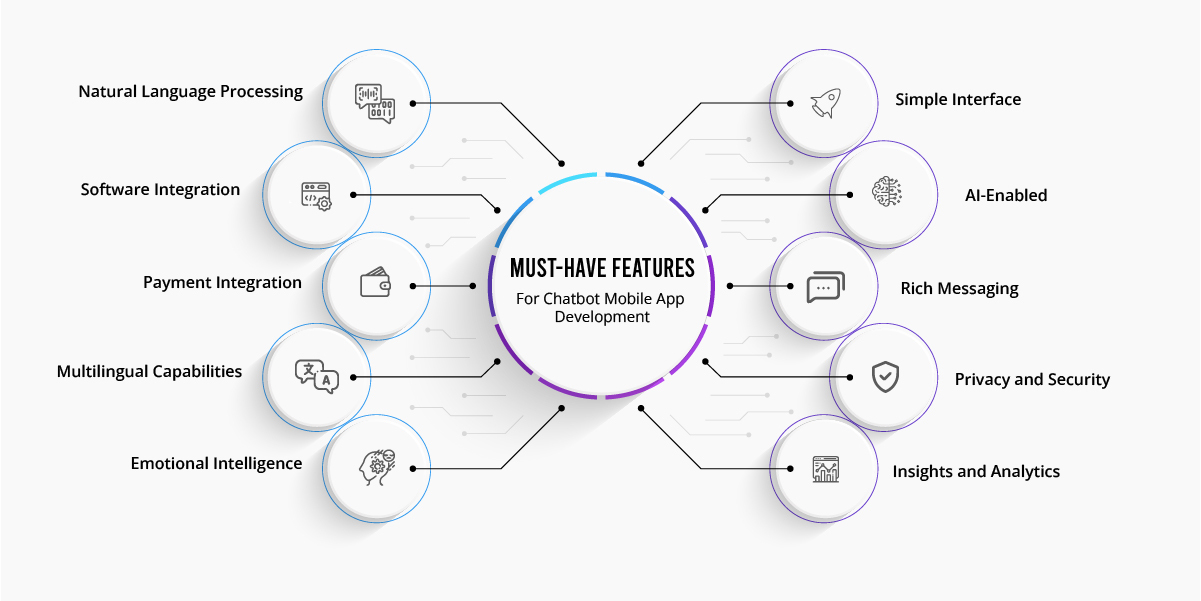 Natural Language Processing
Software Integration
Payment Integration
Multilingual Capabilities
Emotional Intelligence
MUST-HAVE FEATURES
For Chatbot Mobile App
Development
Simple Interface
AI-Enabled
Rich Messaging
Privacy and Security
Insights and Analytics
文
A